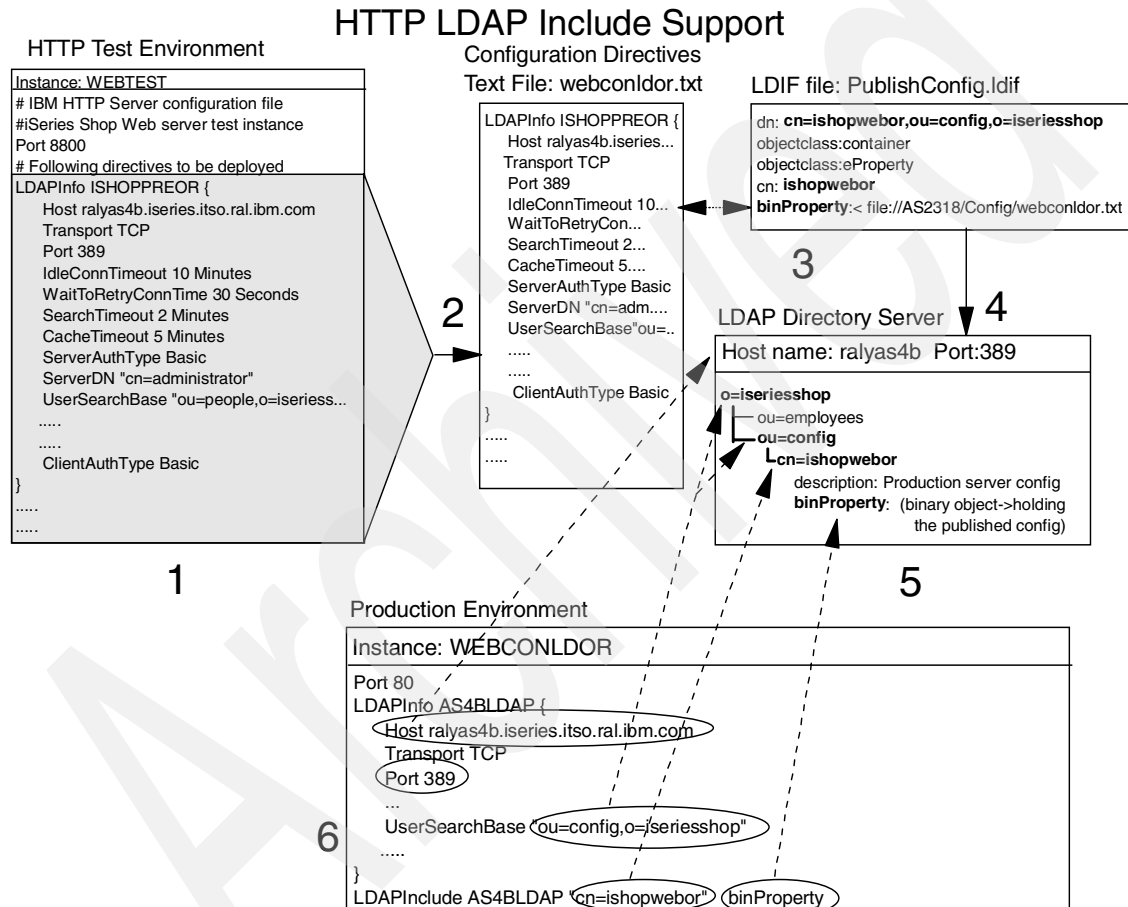 HTTP LDAP Include Support
HTTP Test Environment
Instance: WEBTEST
# IBM HTTP Server configuration file
#iSeries Shop Web server test instance
Port 8800
# Following directives to be deployed
LDAPInfo ISHOPPREOR {
Host ralyas4b.iseries.itso.ral.ibm.com
Transport TCP
Port 389
IdleConnTimeout 10 Minutes
WaitToRetryConnTime 30 Seconds
SearchTimeout 2 Minutes
CacheTimeout 5 Minutes
ServerAuthType Basic
ServerDN "cn=administrator"
UserSearchBase "ou=people,o=iseriess...
.....
.....
ClientAuthType Basic
}
.....
.....
1
2
Configuration Directives
Text File: webconldor.txt
LDAPInfo ISHOPPREOR {
Host ralyas4b.iseries...
Transport TCP
Port 389
IdleConnTimeout 10...
WaitToRetryCon...
SearchTimeout 2...
CacheTimeout 5....
ServerAuthType Basic
ServerDN "cn=adm....
UserSearchBase"ou=..
.....
.....
ClientAuthType Basic
}
.....
.....
LDIF file: PublishConfig.ldif
dn: cn=ishopwebor,ou=config,o=iseriesshop
objectclass:container
objectclass:eProperty
cn: ishopwebor
binProperty:< file://AS2318/Config/webconldor.txt
3
4
LDAP Directory Server
Host name: ralyas4b Port:389
o=iseriesshop
ou=employees
ou=config
cn=ishopwebor
description: Production server config
binProperty: (binary object->holding
the published config)
5
Production Environment
Instance: WEBCONLDOR
Port 80
LDAPInfo AS4BLDAP {
Host ralyas4b.iseries.itso.ral.ibm.com
Transport TCP
Port 389
...
UserSearchBase "ou=config,o=iseriesshop"
.....
}
LDAPInclude AS4BLDAP "cn=ishopwebor" binProperty
6
Archived